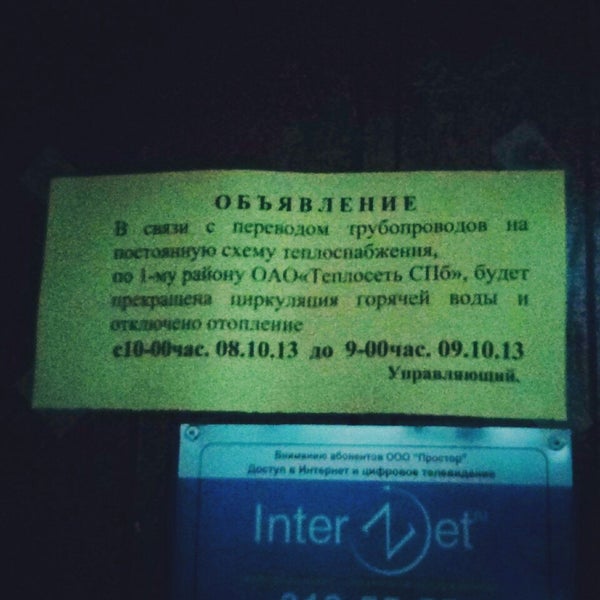 ОБЪЯВЛЕНИЕ
В связи с переводом трубопроводов на
постоянную схему теплоснабжения,
по 1-му району ОАО«Теплосеть СПб», будет
прекращена циркуляция горячей воды и
отключено отопление
с10-00час. 08.10.13 до 9-00час. 09.10.13
Управляющий.
Вниманию абонентов ООО "Простор"
Доступ в Интернет и цифровое телевидение
InterZet